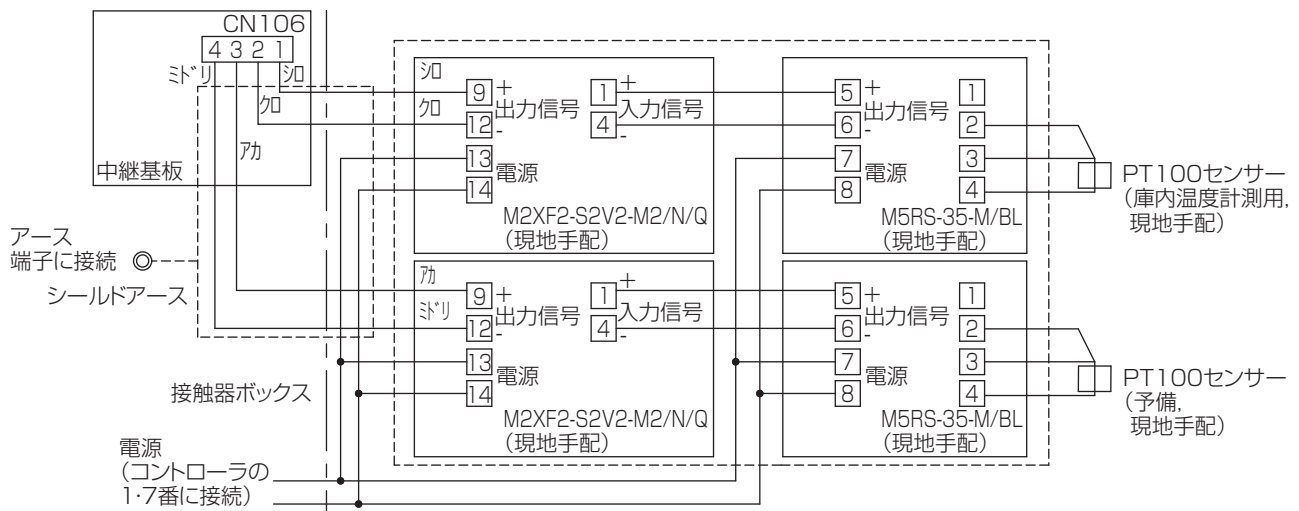 CN106
4 3 2 1
ﾐﾄﾞﾘ
ｼﾛ
ｸﾛ
ｱｶ
中継基板
アース
端子に接続
シールドアース
接触器ボックス
電源
（コントローラの
1･7番に接続）
ｼﾛ
ｸﾛ
9 +
出力信号
12 -
13
電源
14
1 +
入力信号
4 -
M2XF2-S2V2-M2/N/Q
（現地手配）
5 +
出力信号
6 -
7
電源
8
1
2
3
4
M5RS-35-M/BL
（現地手配）
PT100センサー
（庫内温度計測用,
現地手配）
ｱｶ
ﾐﾄﾞﾘ
9 +
出力信号
12 -
13
電源
14
1 +
入力信号
4 -
M2XF2-S2V2-M2/N/Q
（現地手配）
5 +
出力信号
6 -
7
電源
8
1
2
3
4
M5RS-35-M/BL
（現地手配）
PT100センサー
（予備,
現地手配）